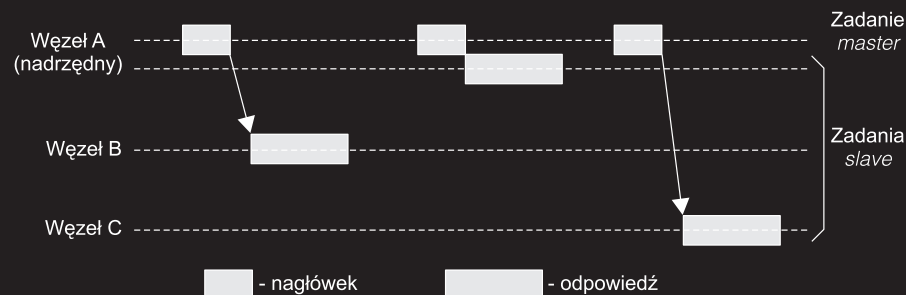 Węzeł A
(nadrzędny)
Zadanie
master
Węzeł B
Zadania
slave
Węzeł C
- nagłówek
- odpowiedź